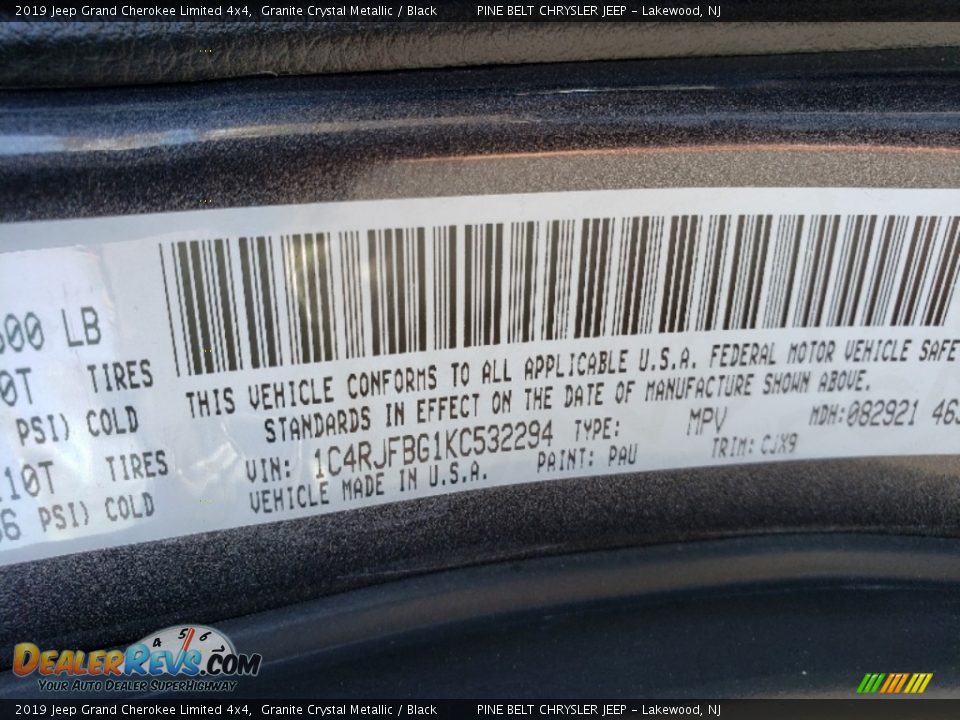 2019 Jeep Grand Cherokee Limited 4x4,  Granite Crystal Metallic / Black  PINE BELT CHRYSLER JEEP - Lakewood, NJ
LB
TIRES
PSI) COLD
TIRES
PSI) COLD
THIS VEHICLE CONFORMS TO ALL APPLICABLE U.S.A. FEDERAL MOTOR VEHICLE SAFE
STANDARDS IN EFFECT ON THE DATE OF MANUFACTURE SHOWN ABOVE.
VIN: 1C4RJFBG1KC532294 TYPE: MPV MDH:082921 463
VEHICLE MADE IN U.S.A. PAINT: PAU TRIM: CJX9
4 5 6
DEALERREVS.COM
YOUR AUTO DEALER SUPERHIGHWAY
2019 Jeep Grand Cherokee Limited 4x4,  Granite Crystal Metallic / Black  PINE BELT CHRYSLER JEEP - Lakewood, NJ